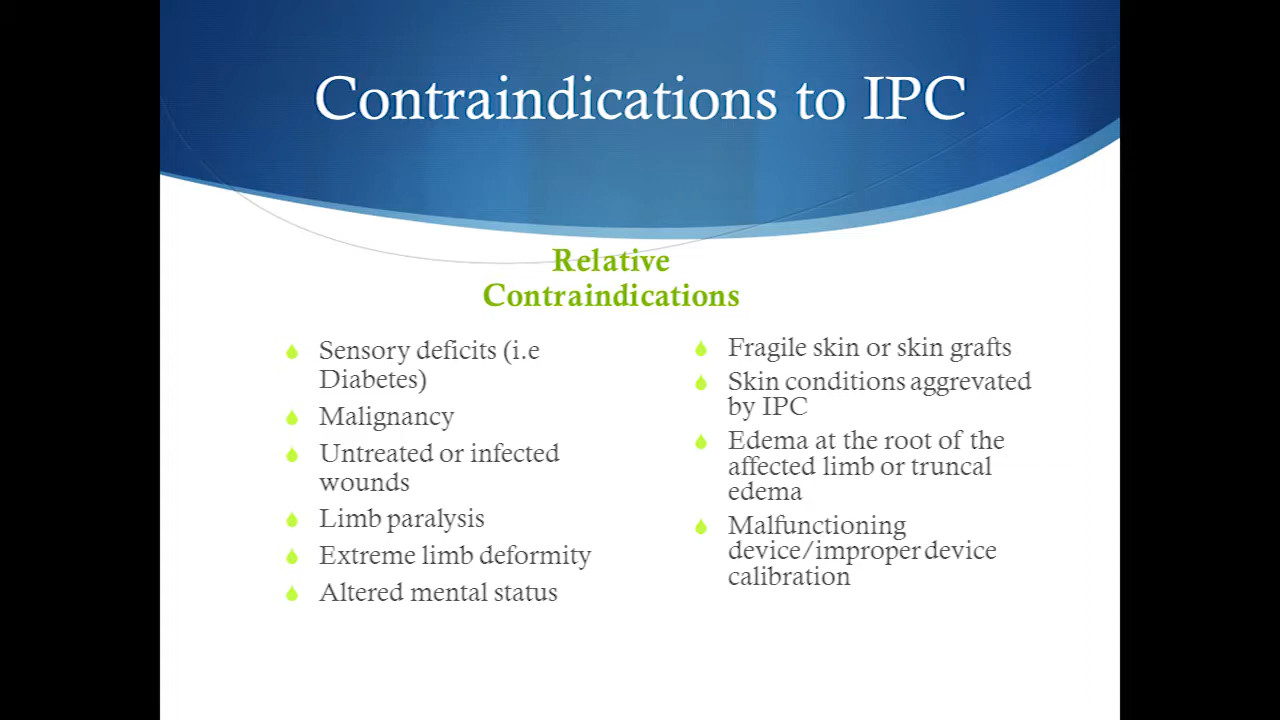 Contraindications to IPC
Relative
Contraindications
Sensory deficits (i.e
Diabetes)
Malignancy
Untreated or infected
wounds
Limb paralysis
Extreme limb deformity
Altered mental status
Fragile skin or skin grafts
Skin conditions aggrevated
by IPC
Edema at the root of the
affected limb or truncal
edema
Malfunctioning
device/improper device
calibration